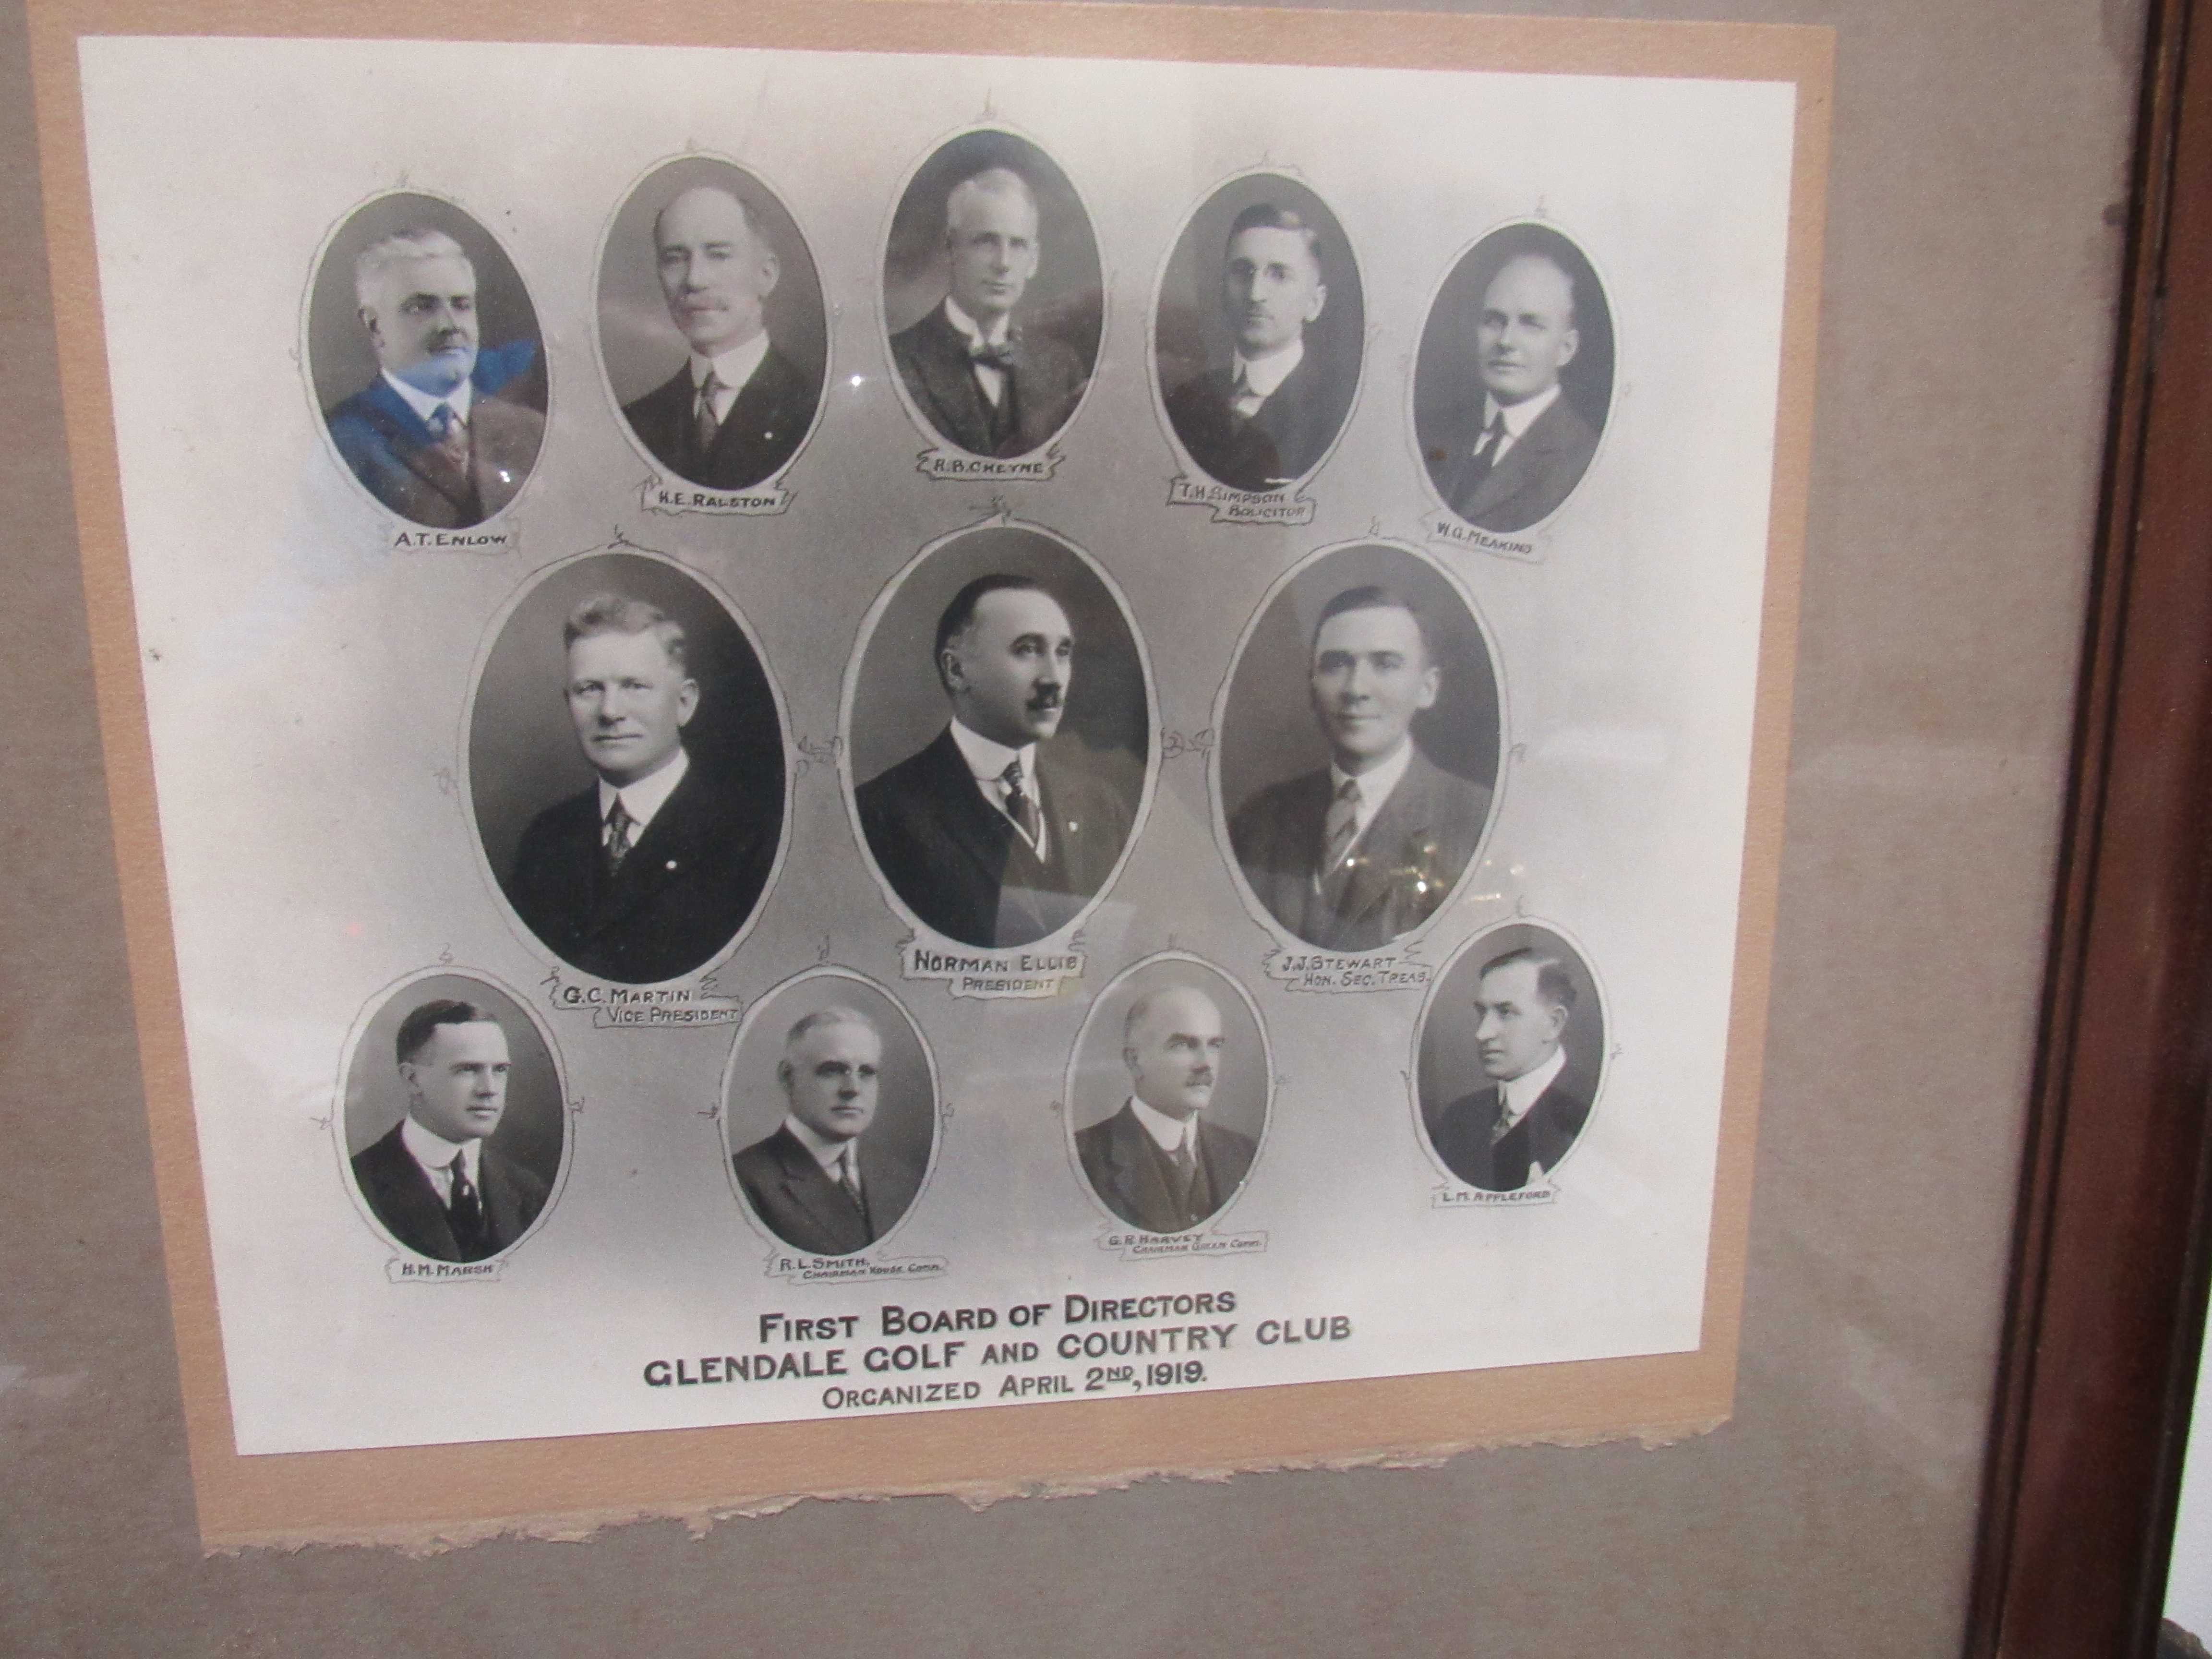 A.T. ENLOW
H.E. RALSTON
R.B. CHEYNE
T.H. SIMPSON
SOLICITOR
W.G. MEAKINS
G.C. MARTIN
VICE PRESIDENT
NORMAN ELLIS
PRESIDENT
J.J. STEWART
HON. SEC. TREAS.
H.M. MARSH
R.L. SMITH.
CHAIRMAN HOUSE COMM.
G.R. HARVEY
CHAIRMAN GREEN COMM.
L.M. APPLEFORD
FIRST BOARD OF DIRECTORS
GLENDALE GOLF AND COUNTRY CLUB
ORGANIZED APRIL 2ND, 1919.